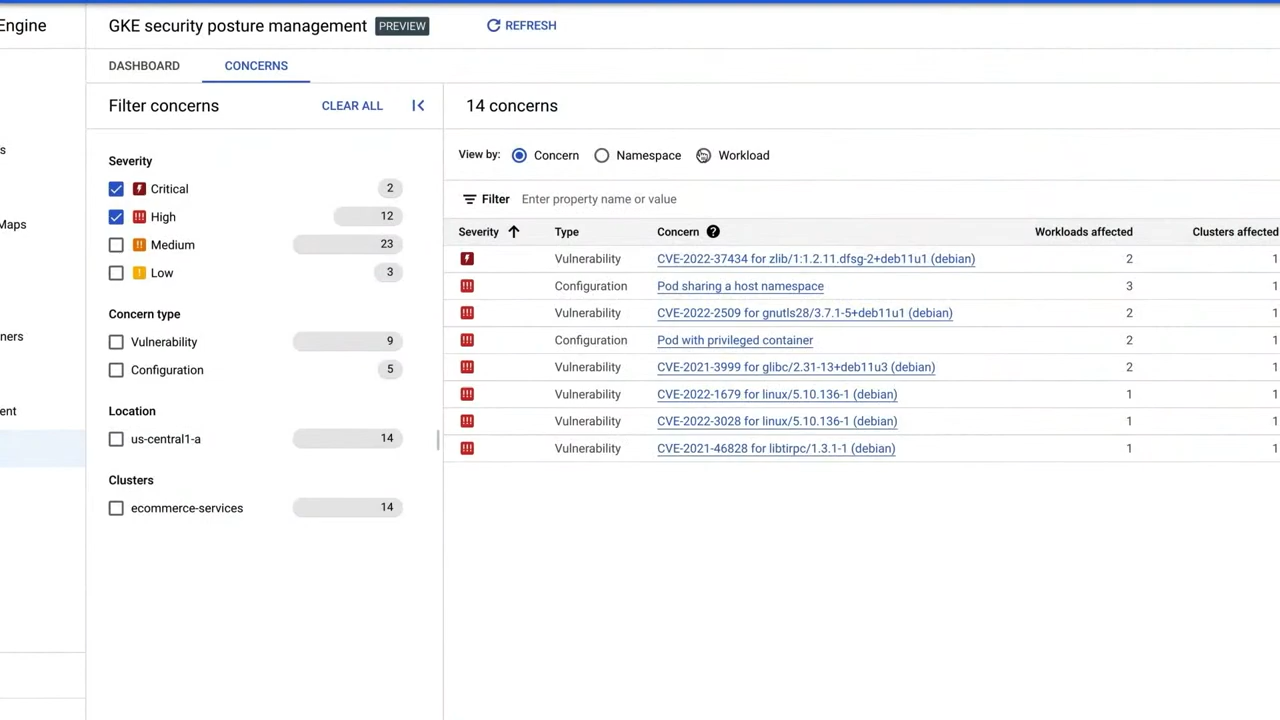 Engine
GKE security posture management PREVIEW REFRESH
DASHBOARD CONCERNS
Filter concerns CLEAR ALL
14 concerns
Severity
Critical 2
High 12
Medium 23
Low 3
Concern type
Vulnerability 9
Configuration 5
Location
us-central1-a 14
Clusters
ecommerce-services 14
s
Maps
ners
ent
View by: Concern Namespace Workload
Filter Enter property name or value
Severity Type Concern Workloads affected Clusters affected
Vulnerability CVE-2022-37434 for zlib/1:1.2.11.dfsg-2+deb11u1 (debian) 2 1
Configuration Pod sharing a host namespace 3 1
Vulnerability CVE-2022-2509 for gnutls28/3.7.1-5+deb11u1 (debian) 2 1
Configuration Pod with privileged container 2 1
Vulnerability CVE-2021-3999 for glibc/2.31-13+deb11u3 (debian) 2 1
Vulnerability CVE-2022-1679 for linux/5.10.136-1 (debian) 1 1
Vulnerability CVE-2022-3028 for linux/5.10.136-1 (debian) 1 1
Vulnerability CVE-2021-46828 for libtirpc/1.3.1-1 (debian) 1 1